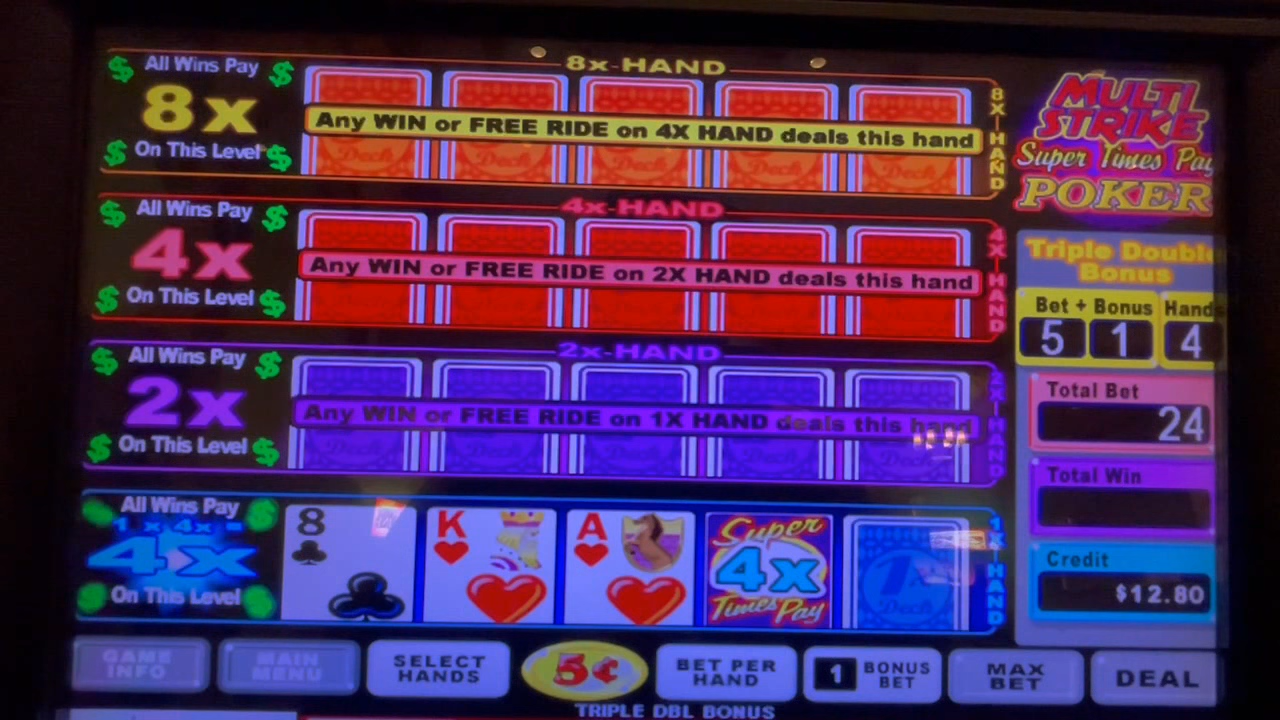 8x-HAND
All Wins Pay
8x
On This Level
Any WIN or FREE RIDE on 4X HAND deals this hand
8X-HAND
4x-HAND
All Wins Pay
4x
On This Level
Any WIN or FREE RIDE on 2X HAND deals this hand
4X-HAND
2x-HAND
All Wins Pay
2x
On This Level
Any WIN or FREE RIDE on 1X HAND deals this hand
2X-HAND
All Wins Pay
1 x 4x =
4x
On This Level
8
K
A
Super
4x
Times Pay
1x
Deck
1X-HAND
MULTI
STRIKE
Super Times Pay
POKER
Triple Double
Bonus
Bet + Bonus Hands
5 1 4
Total Bet
24
Total Win
Credit
$12.80
GAME
INFO
MAIN
MENU
SELECT
HANDS
5¢
BET PER
HAND
1 BONUS
BET
MAX
BET
DEAL
TRIPLE DBL BONUS